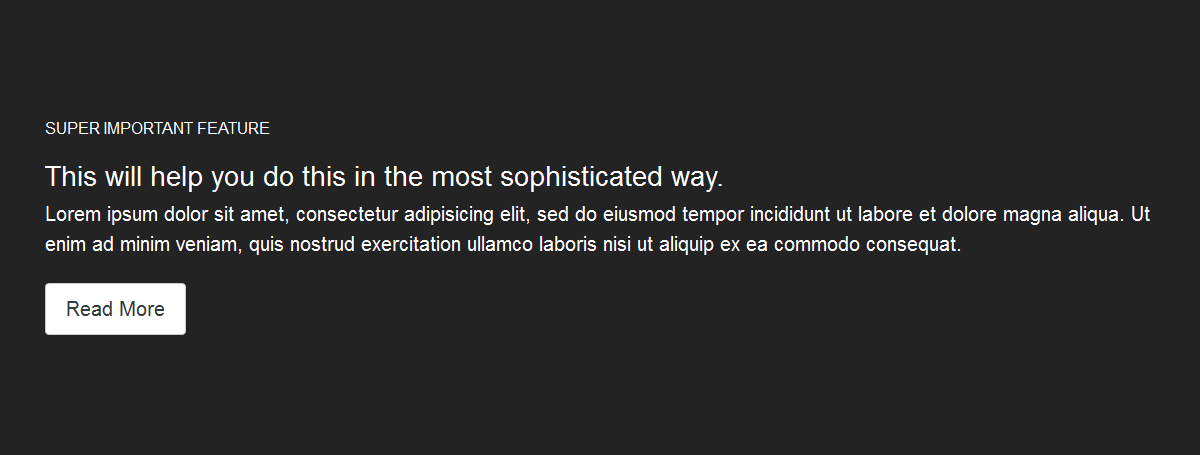 SUPER IMPORTANT FEATURE
This will help you do this in the most sophisticated way.
Lorem ipsum dolor sit amet, consectetur adipisicing elit, sed do eiusmod tempor incididunt ut labore et dolore magna aliqua. Ut
enim ad minim veniam, quis nostrud exercitation ullamco laboris nisi ut aliquip ex ea commodo consequat.
Read More